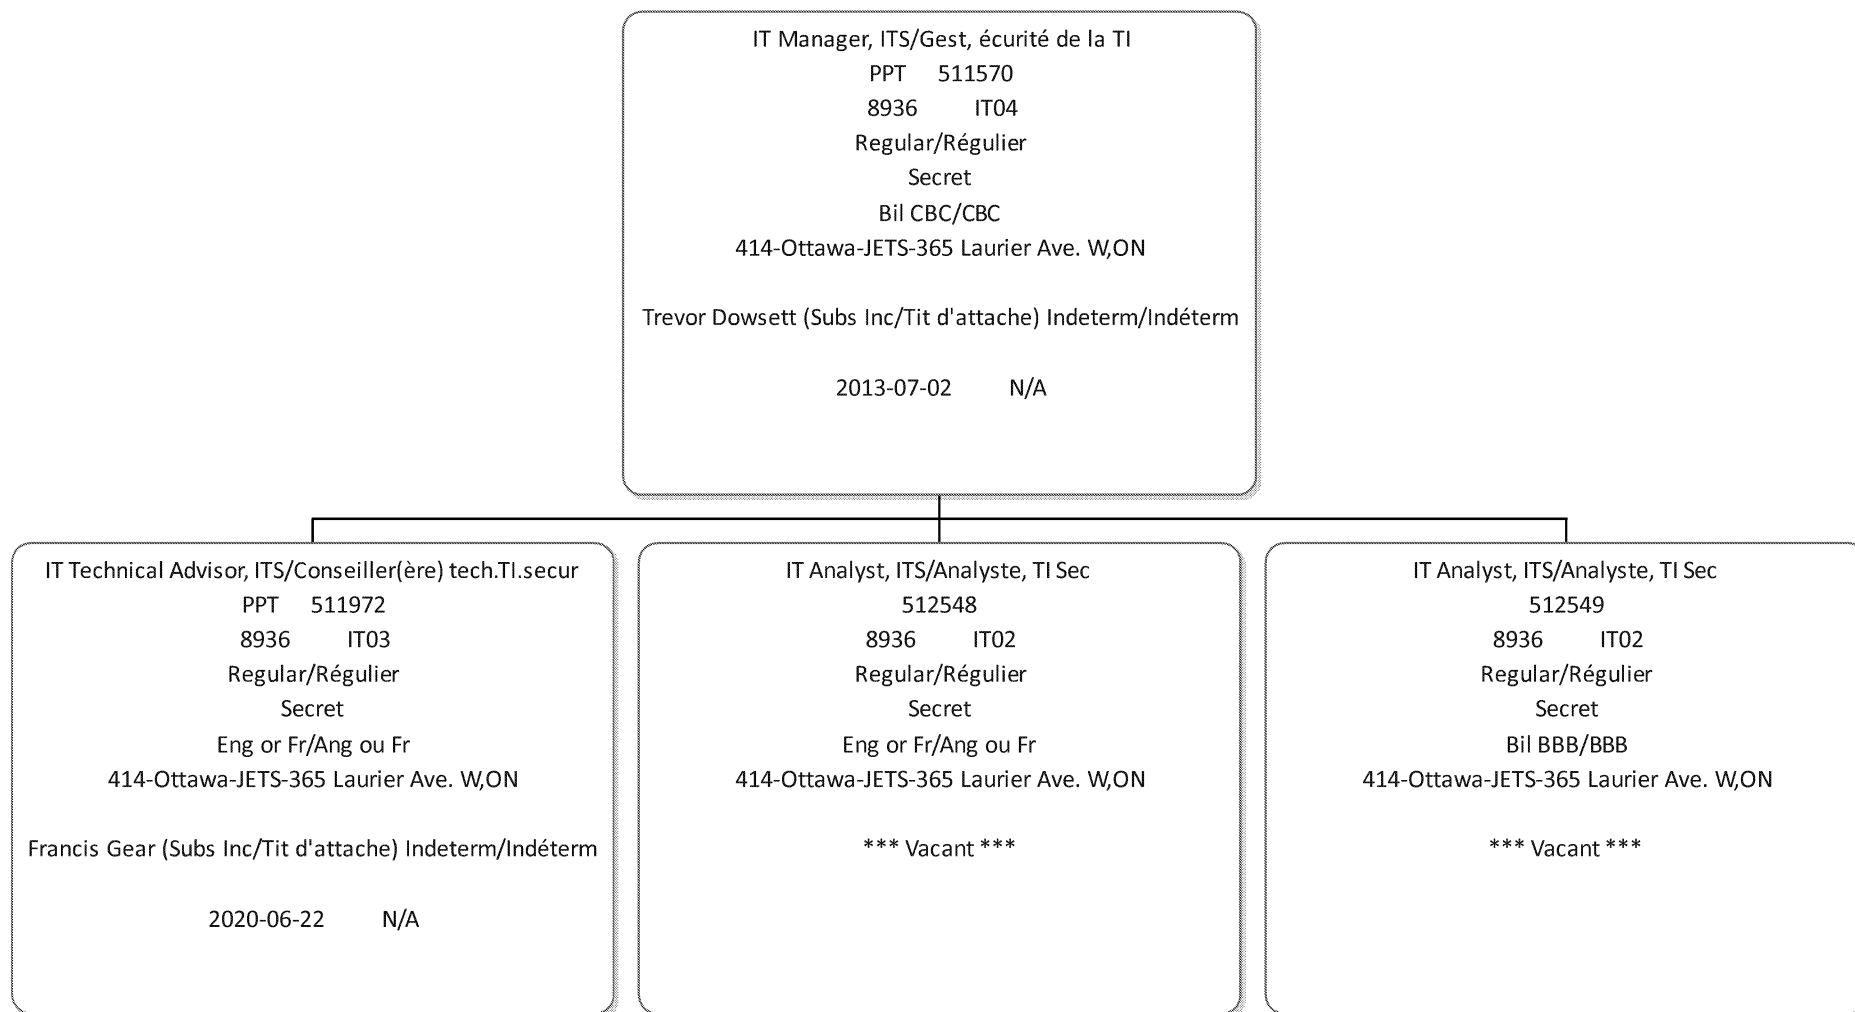 IT Manager, ITS/Gest, écurité de la TI
PPT 511570
8936 IT04
Regular/Régulier
Secret
Bil CBC/CBC
414-Ottawa-JETS-365 Laurier Ave. W,ON
Trevor Dowsett (Subs Inc/Tit d'attache) Indeterm/Indéterm
2013-07-02 N/A
IT Technical Advisor, ITS/Conseiller(ère) tech.TI.secur
PPT 511972
8936 IT03
Regular/Régulier
Secret
Eng or Fr/Ang ou Fr
414-Ottawa-JETS-365 Laurier Ave. W,ON
Francis Gear (Subs Inc/Tit d'attache) Indeterm/Indéterm
2020-06-22 N/A
IT Analyst, ITS/Analyste, TI Sec
512548
8936 IT02
Regular/Régulier
Secret
Eng or Fr/Ang ou Fr
414-Ottawa-JETS-365 Laurier Ave. W,ON
*** Vacant ***
IT Analyst, ITS/Analyste, TI Sec
512549
8936 IT02
Regular/Régulier
Secret
Bil BBB/BBB
414-Ottawa-JETS-365 Laurier Ave. W,ON
*** Vacant ***